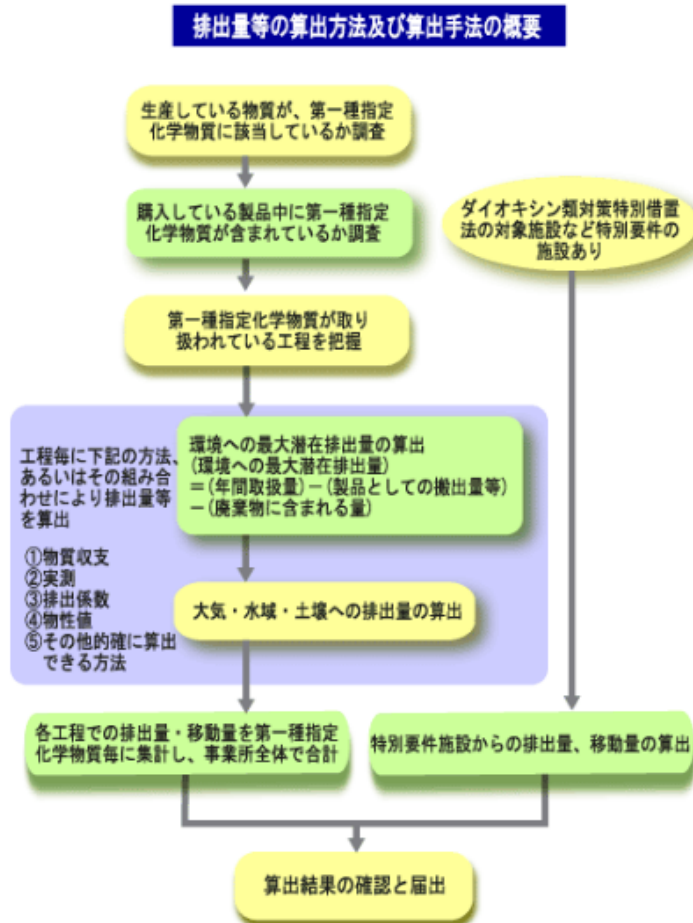 排出量等の算出方法及び算出手法の概要
生産している物質が、第一種指定
化学物質に該当しているか調査
購入している製品中に第一種指定
化学物質が含まれているか調査
ダイオキシン類対策特別借置
法の対象施設など特別要件の
施設あり
第一種指定化学物質が取り
扱われている工程を把握
工程毎に下記の方法、
あるいはその組み合
わせにより排出量等
を算出
①物質収支
②実測
③排出係数
④物性値
⑤その他的確に算出
できる方法
環境への最大潜在排出量の算出
(環境への最大潜在排出量)
＝(年間取扱量)－(製品としての搬出量等)
－(廃棄物に含まれる量)
大気・水域・土壌への排出量の算出
各工程での排出量・移動量を第一種指定
化学物質毎に集計し、事業所全体で合計
特別要件施設からの排出量、移動量の算出
算出結果の確認と届出